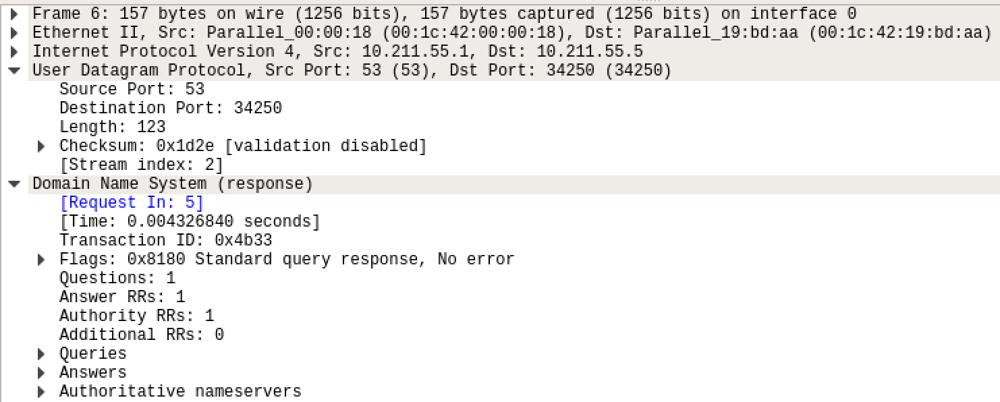 Frame 6: 157 bytes on wire (1256 bits), 157 bytes captured (1256 bits) on interface 0
Ethernet II, Src: Parallel_00:00:18 (00:1c:42:00:00:18), Dst: Parallel_19:bd:aa (00:1c:42:19:bd:aa)
Internet Protocol Version 4, Src: 10.211.55.1, Dst: 10.211.55.5
User Datagram Protocol, Src Port: 53 (53), Dst Port: 34250 (34250)
Source Port: 53
Destination Port: 34250
Length: 123
Checksum: 0x1d2e [validation disabled]
[Stream index: 2]
Domain Name System (response)
[Request In: 5]
[Time: 0.004326840 seconds]
Transaction ID: 0x4b33
Flags: 0x8180 Standard query response, No error
Questions: 1
Answer RRs: 1
Authority RRs: 1
Additional RRs: 0
Queries
Answers
Authoritative nameservers